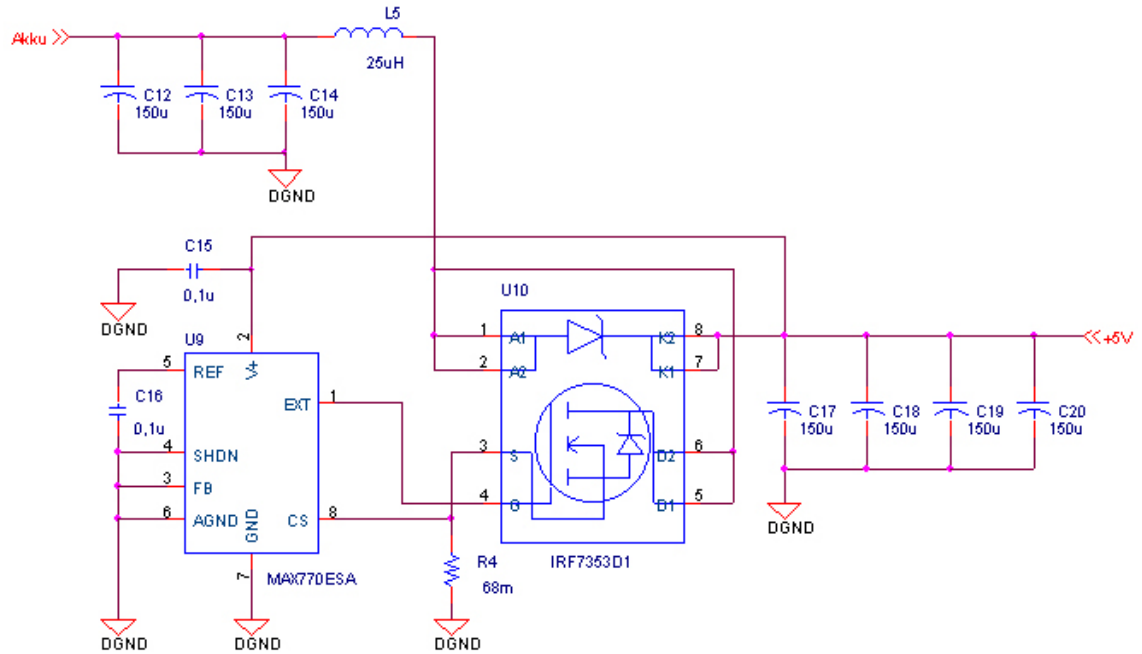 L5
Akku
25uH
C12
150u
C13
150u
C14
150u
DGND
C15
0,1u
DGND
U10
U9
2
V+
5
REF
C16
0,1u
EXT
1
4
SHDN
3
FB
6
AGND
GND
CS
8
7
MAX770ESA
1
A1
K2
8
2
A2
K1
7
3
S
D2
6
4
G
D1
5
IRF7353D1
R4
68m
+5V
C17
150u
C18
150u
C19
150u
C20
150u
DGND
DGND
DGND
DGND